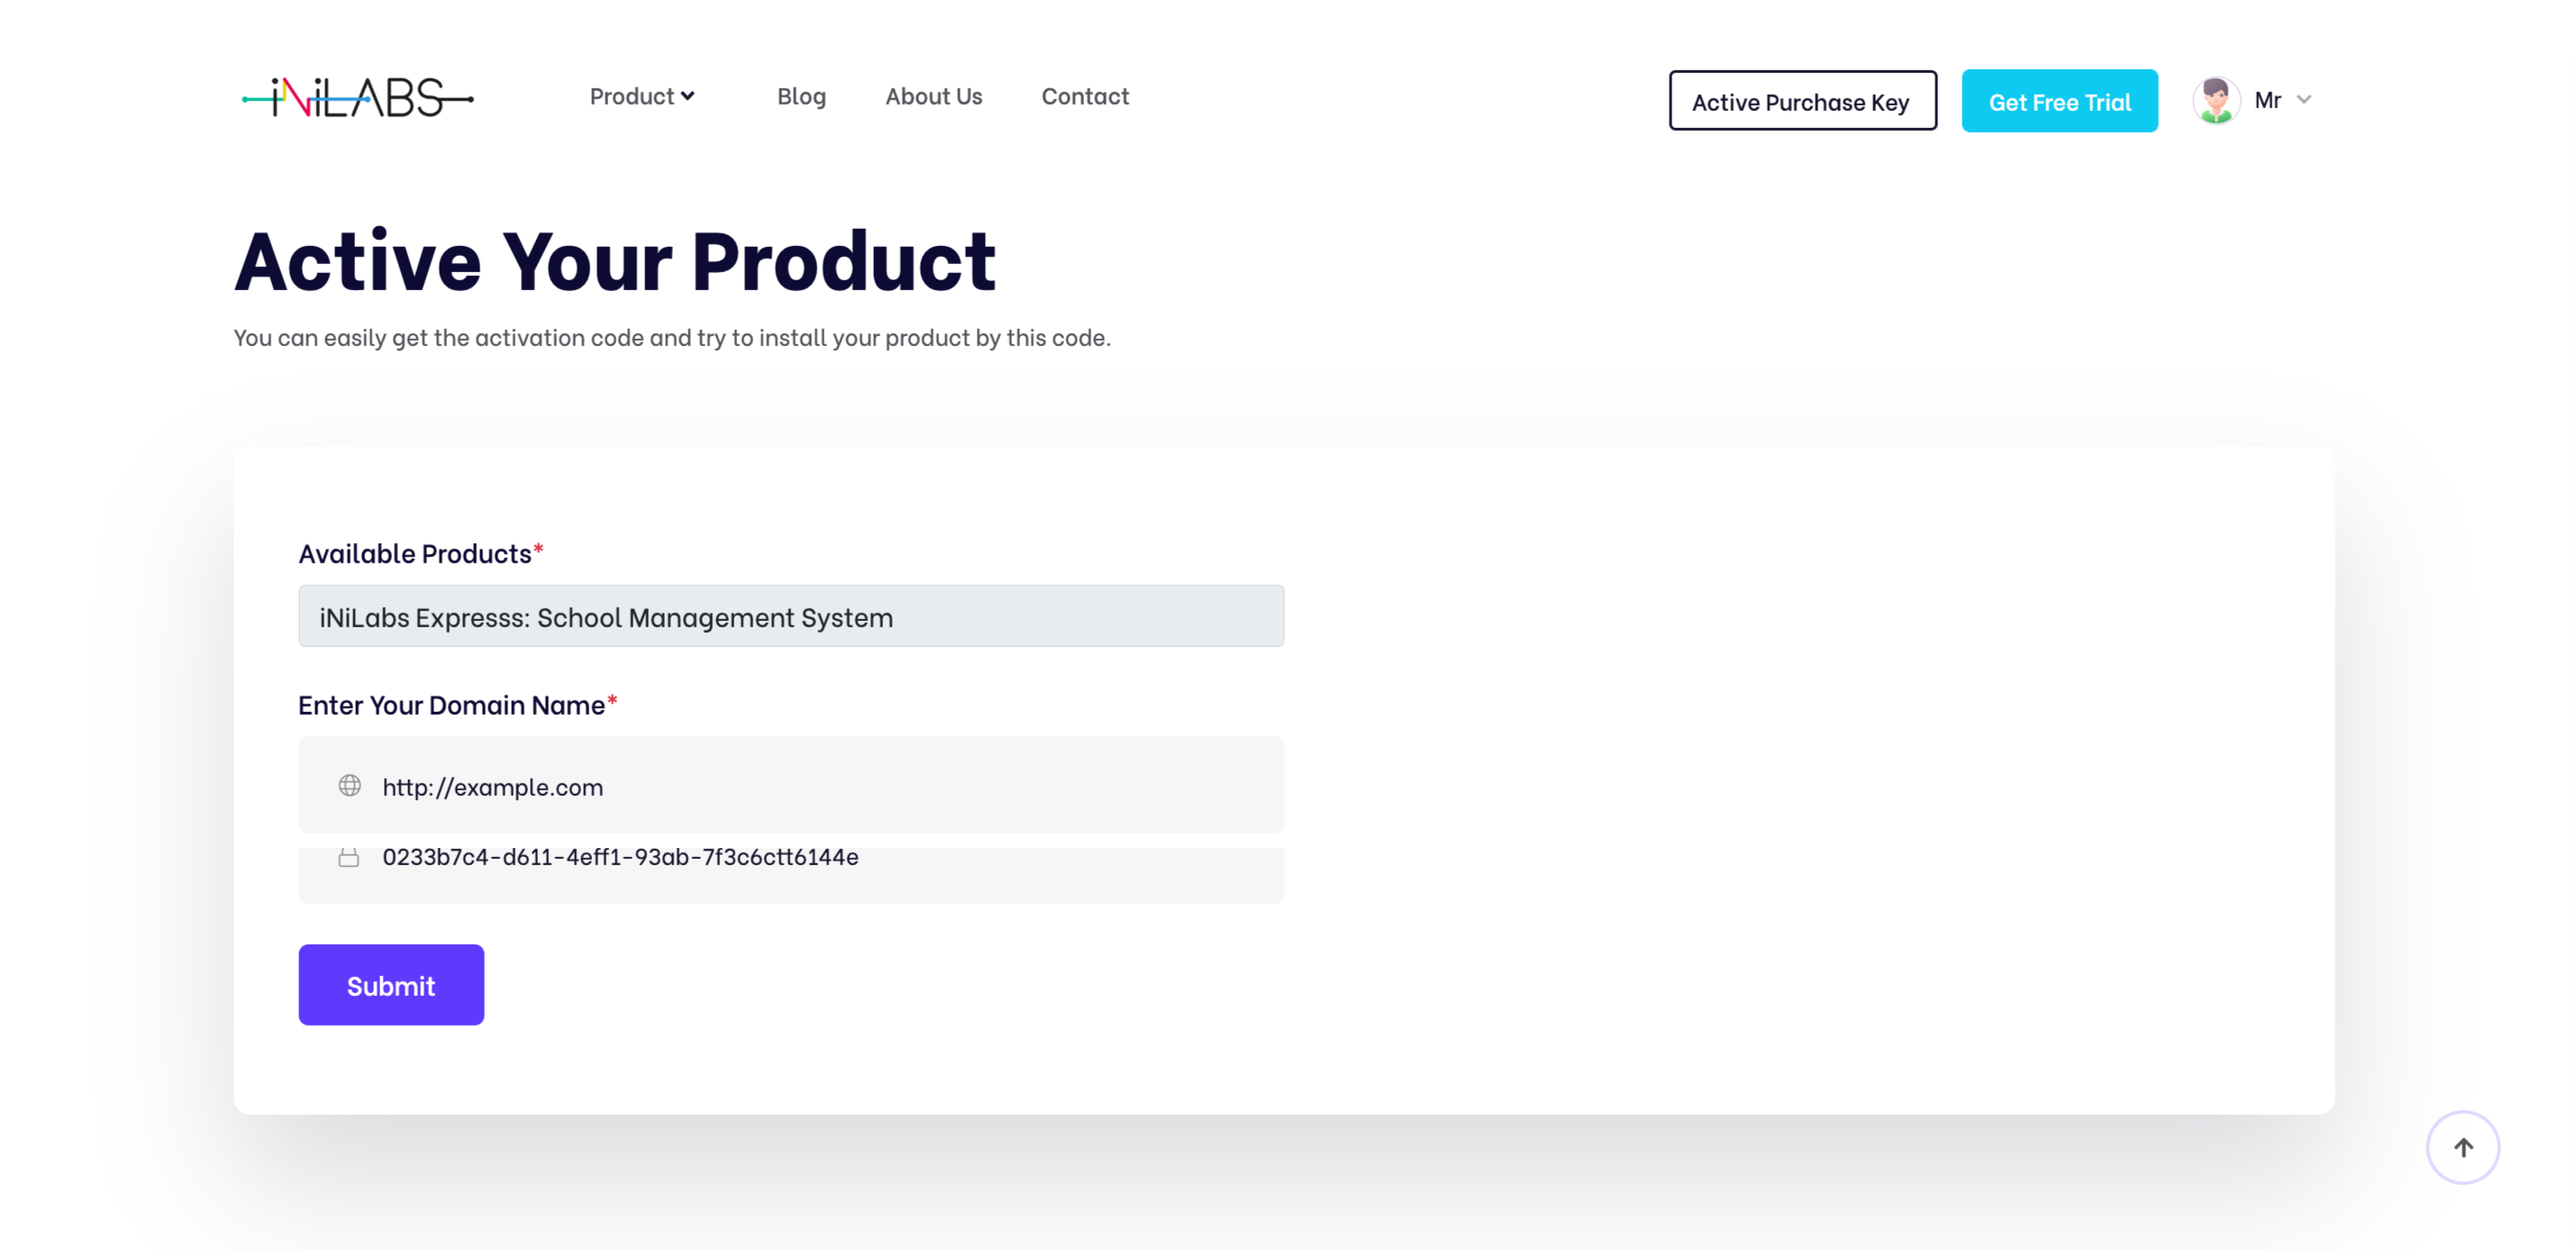 iNiLABS
Product Blog About Us Contact
Active Purchase Key Get Free Trial Mr
Active Your Product
You can easily get the activation code and try to install your product by this code.
Available Products*
iNiLabs Expresss: School Management System
Enter Your Domain Name*
http://example.com
0233b7c4-d611-4eff1-93ab-7f3c6ctt6144e
Submit